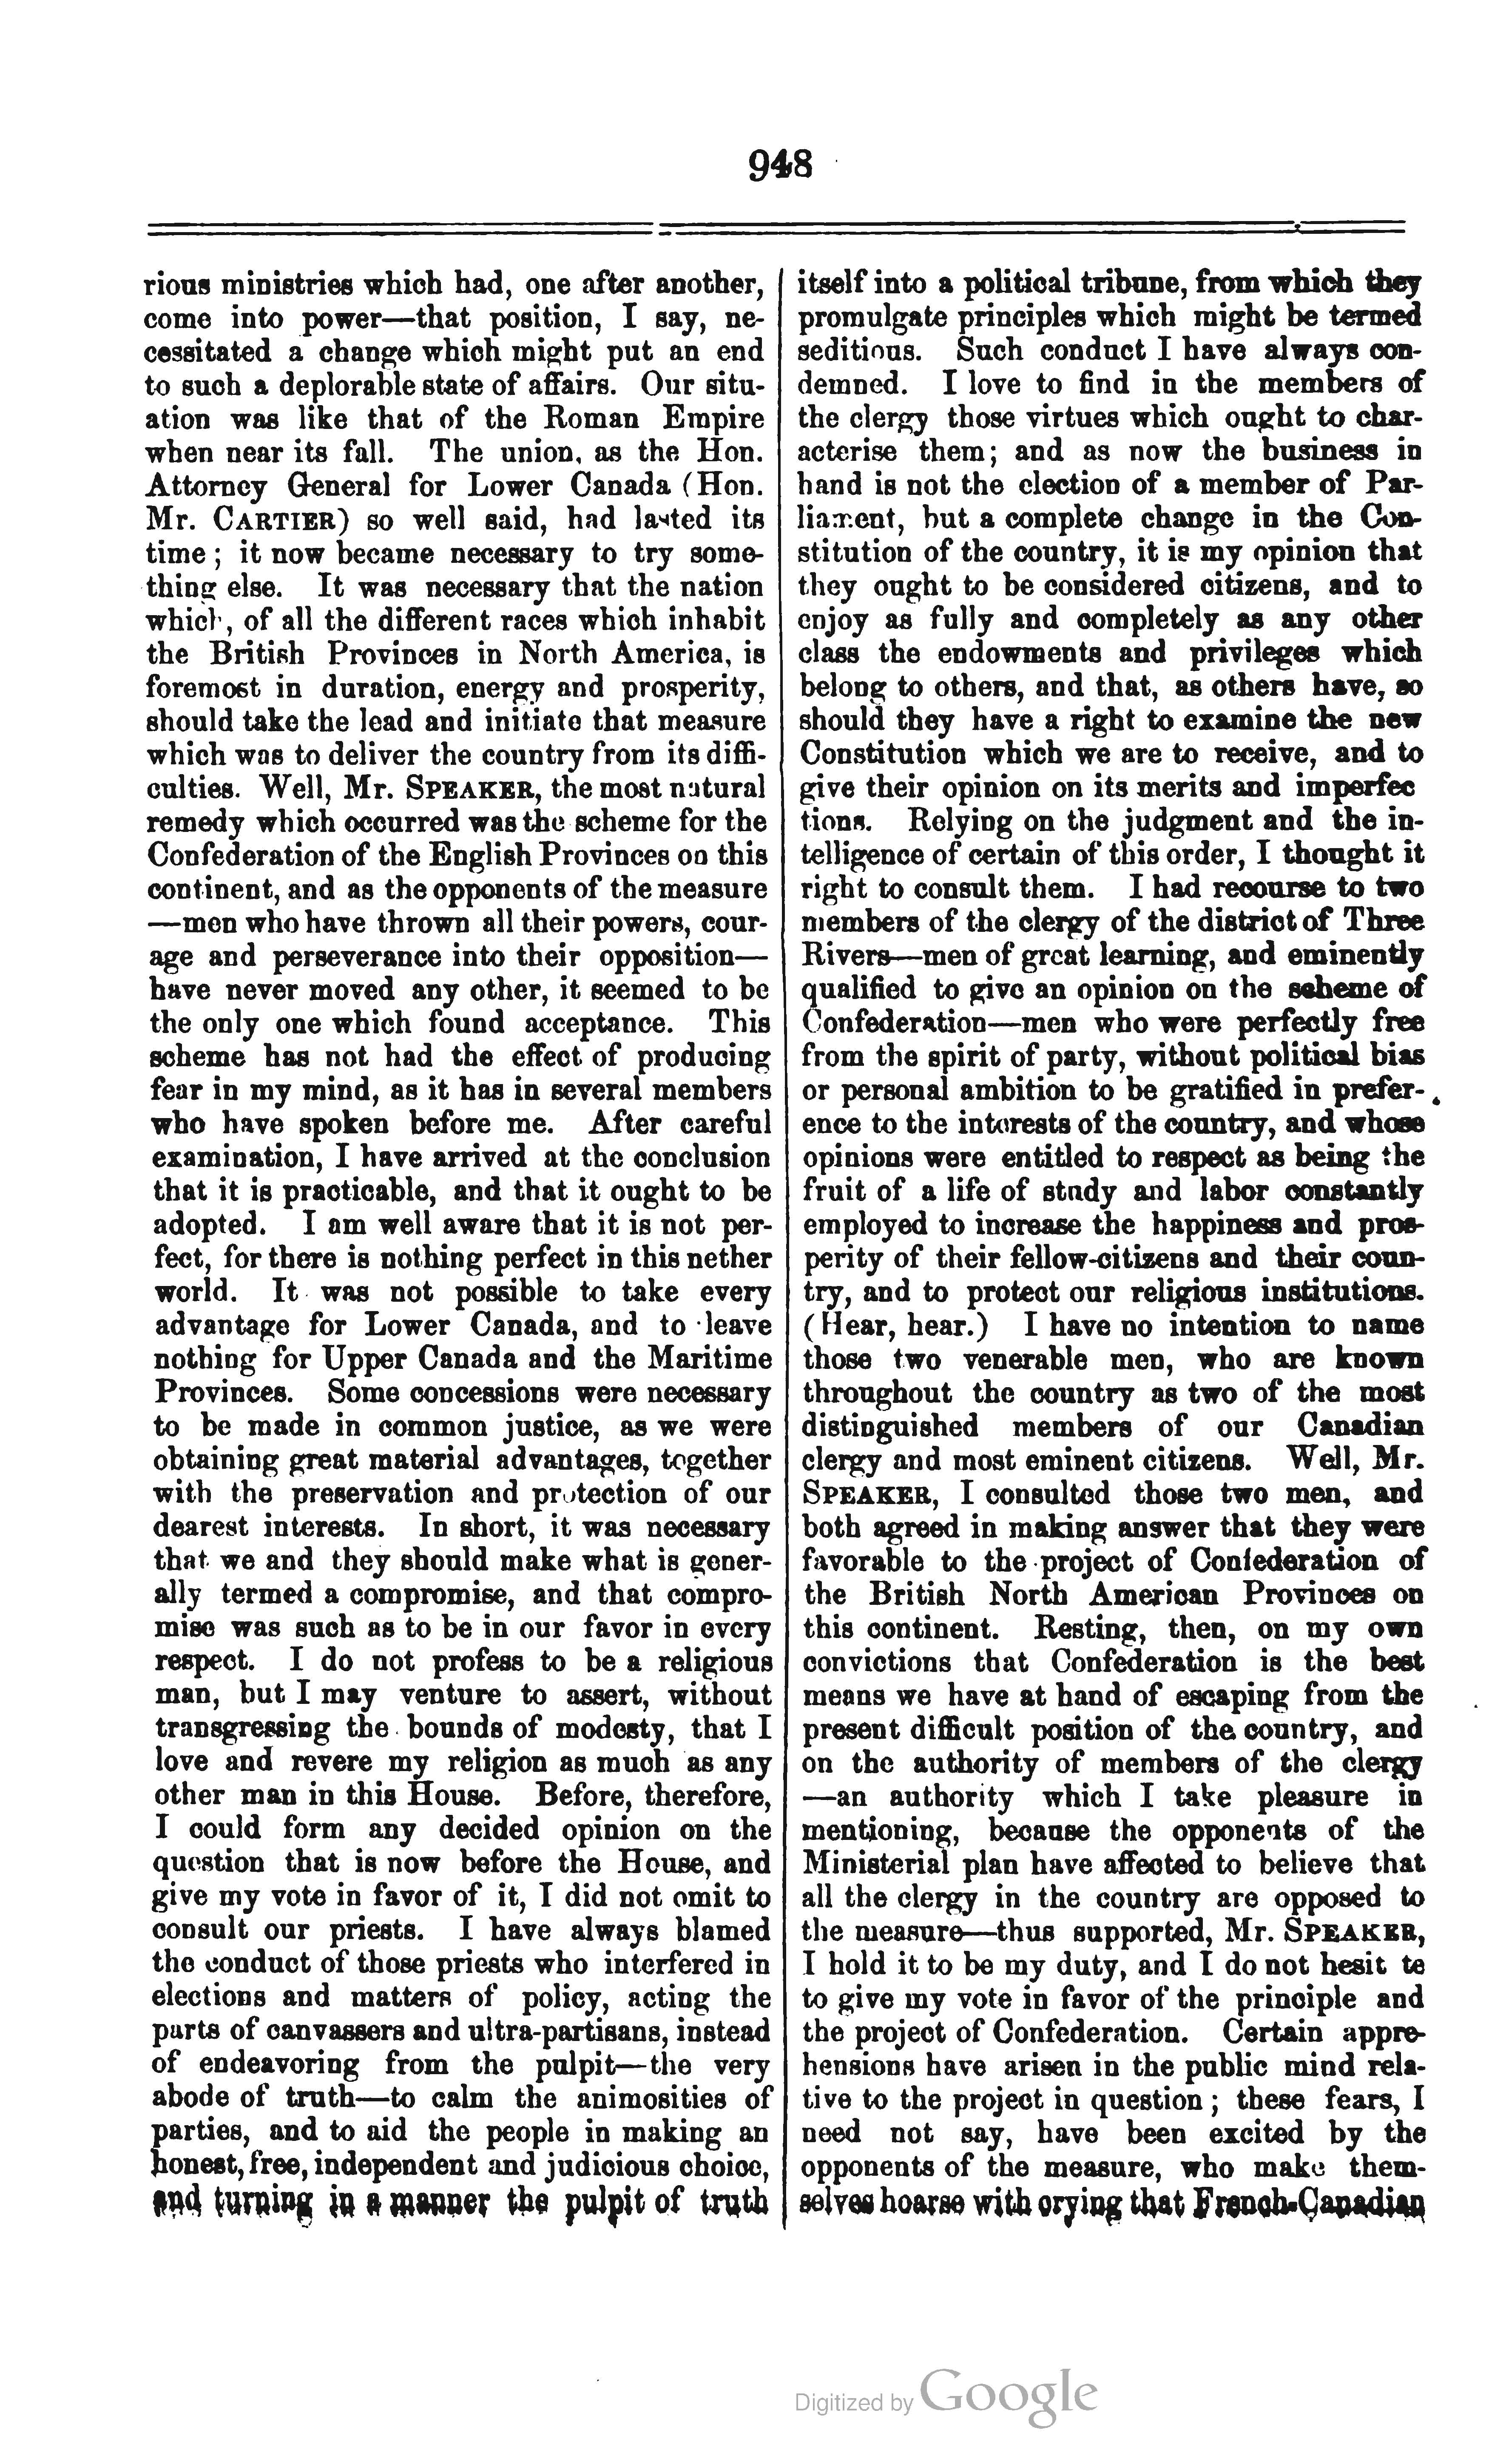 948
rious ministries which had, one after another,
come into power—that position, I say, ne-
cessitated a change which might put an end
to such a deplorable state of affairs. Our situ-
ation was like that of the Roman Empire
when near its fall. The union, as the Hon.
Attorney General for Lower Canada (Hon.
Mr. CARTIER) so well said, had lasted its
time; it now became necessary to try some-
thing else. It was necessary that the nation
which, of all the different races which inhabit
the British Provinces in North America, is
foremost in duration, energy and prosperity,
should take the lead and initiate that measure
which was to deliver the country from its diffi-
culties. Well, Mr. SPEAKER, the most natural
remedy which occurred was the scheme for the
Confederation of the English Provinces on this
continent, and as the opponents of the measure
—men who have thrown all their powers, cour-
age and perseverance into their opposition—
have never moved any other, it seemed to be
the only one which found acceptance. This
scheme has not had the effect of producing
fear in my mind, as it has in several members
who have spoken before me. After careful
examination, I have arrived at the conclusion
that it is practicable, and that it ought to be
adopted. I am well aware that it is not per-
fect, for there is nothing perfect in this nether
world. It was not possible to take every
advantage for Lower Canada, and to leave
nothing for Upper Canada and the Maritime
Provinces. Some concessions were necessary
to be made in common justice, as we were
obtaining great material advantages, together
with the preservation and protection of our
dearest interests. In short, it was necessary
that we and they should make what is gener-
ally termed a compromise, and that compro-
mise was such as to be in our favor in every
respect. I do not profess to be a religious
man, but I may venture to assert, without
transgressing the bounds of modesty, that I
love and revere my religion as much as any
other man in this House. Before, therefore,
I could form any decided opinion on the
question that is now before the House, and
give my vote in favor of it, I did not omit to
consult our priests. I have always blamed
the conduct of those priests who interfered in
elections and matters of policy, acting the
parts of canvassers and ultra-partisans, instead
of endeavoring from the pulpit—the very
abode of truth—to calm the animosities of
parties, and to aid the people in making an
honest, free, independent and judicious choice,
and turning in a manner the pulpit of truth
itself into a political tribune, from which they
promulgate principles which might be termed
seditious. Such conduct I have always con-
demned. I love to find in the members of
the clergy those virtues which ought to char-
acterise them; and as now the business in
hand is not the election of a member of Par-
liament, but a complete change in the Con-
stitution of the country, it is my opinion that
they ought to be considered citizens, and to
enjoy as fully and completely as any other
class the endowments and privileges which
belong to others, and that, as others have, so
should they have a right to examine the new
Constitution which we are to receive, and to
give their opinion on its merits and imperfec
tions. Relying on the judgment and the in-
telligence of certain of this order, I thought it
right to consult them. I had recourse to two
members of the clergy of the district of Three
Rivers—men of great learning, and eminently
qualified to give an opinion on the scheme of
Confederation—men who were perfectly free
from the spirit of party, without political bias
or personal ambition to be gratified in prefer-
ence to the interests of the country, and whose
opinions were entitled to respect as being the
fruit of a life of study and labor constantly
employed to increase the happiness and pros-
perity of their fellow-citizens and their coun-
try, and to protect our religious institutions.
(Hear, hear.) I have no intention to name
those two venerable men, who are known
throughout the country as two of the most
distinguished members of our Canadian
clergy and most eminent citizens. Well, Mr.
SPEAKER, I consulted those two men, and
both agreed in making answer that they were
favorable to the project of Confederation of
the British North American Provinces on
this continent. Resting, then, on my own
convictions that Confederation is the best
means we have at hand of escaping from the
present difficult position of the country, and
on the authority of members of the clergy
—an authority which I take pleasure in
mentioning, because the opponents of the
Ministerial plan have affected to believe that
all the clergy in the country are opposed to
the measure—thus supported, Mr. SPEAKER,
I hold it to be my duty, and I do not hesit te
to give my vote in favor of the principle and
the project of Confederation. Certain appre-
hensions have arisen in the public mind rela-
tive to the project in question; these fears, I
need not say, have been excited by the
opponents of the measure, who make them-
selves hoarse with crying that French-Canadian
Digitized by Google